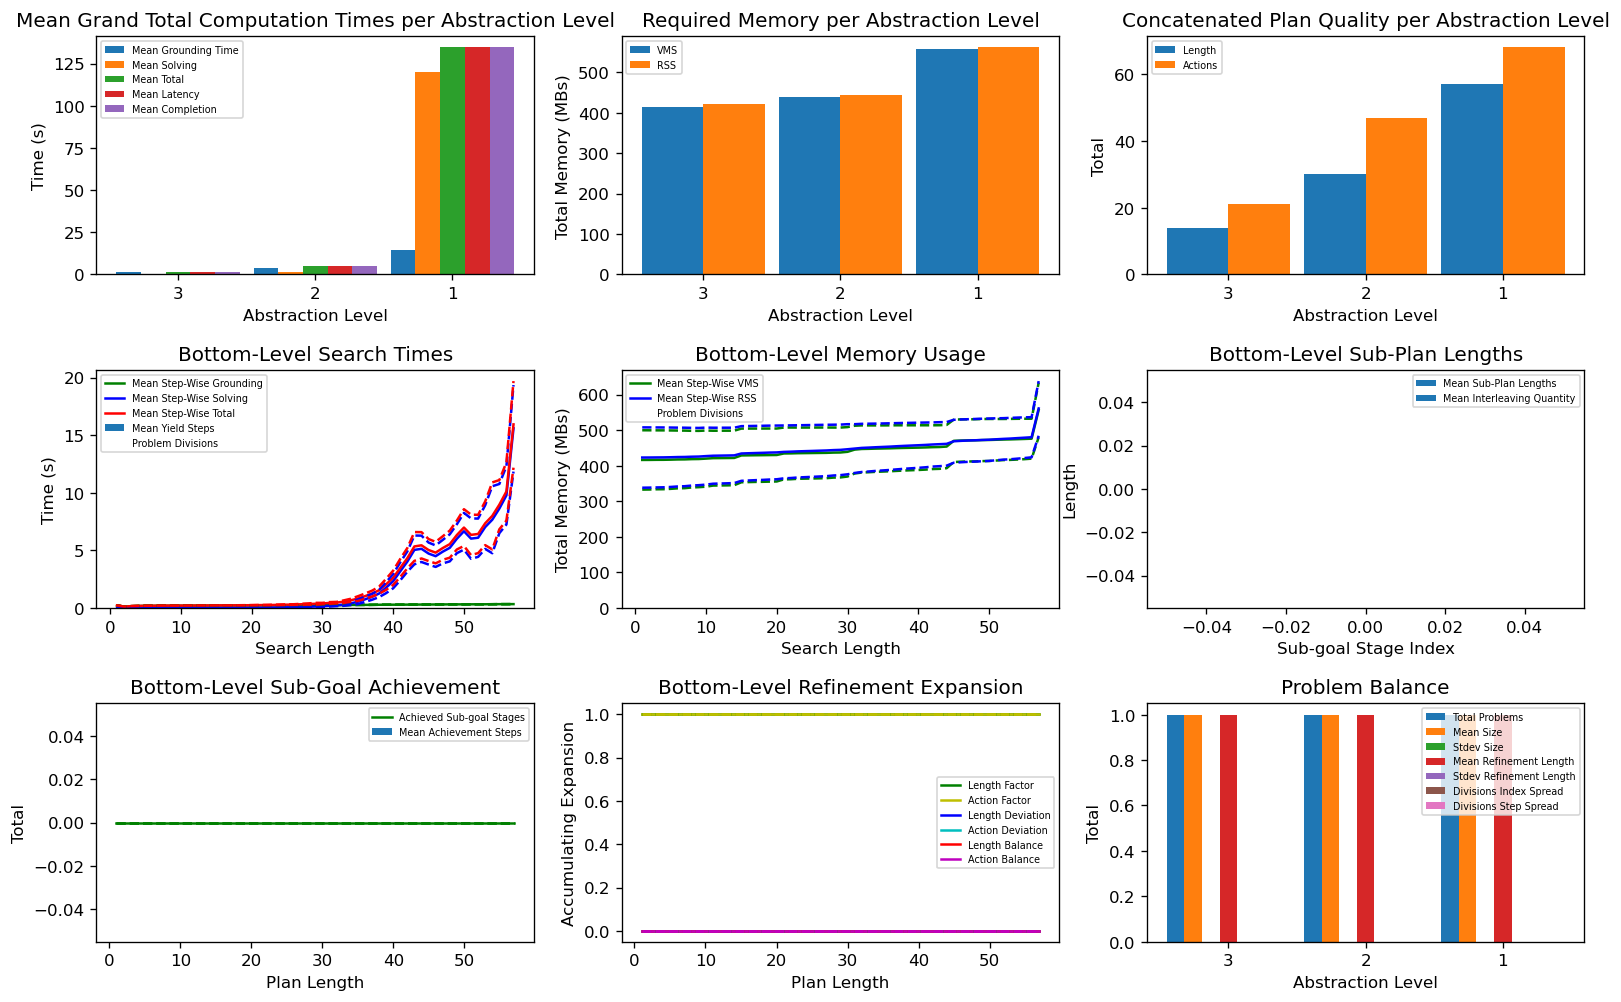 Mean Grand Total Computation Times per Abstraction Level
Time (s)
125
100
75
50
25
0
Mean Grounding Time
Mean Solving
Mean Total
Mean Latency
Mean Completion
3 2 1
Abstraction Level
Required Memory per Abstraction Level
Total Memory (MBs)
500
400
300
200
100
0
VMS
RSS
3 2 1
Abstraction Level
Concatenated Plan Quality per Abstraction Level
Total
60
40
20
0
Length
Actions
3 2 1
Abstraction Level
Bottom-Level Search Times
Time (s)
20
15
10
5
0
Mean Step-Wise Grounding
Mean Step-Wise Solving
Mean Step-Wise Total
Mean Yield Steps
Problem Divisions
0 10 20 30 40 50
Search Length
Bottom-Level Memory Usage
Total Memory (MBs)
600
500
400
300
200
100
0
Mean Step-Wise VMS
Mean Step-Wise RSS
Problem Divisions
0 10 20 30 40 50
Search Length
Bottom-Level Sub-Plan Lengths
Length
0.04
0.02
0.00
−0.02
−0.04
Mean Sub-Plan Lengths
Mean Interleaving Quantity
−0.04 −0.02 0.00 0.02 0.04
Sub-goal Stage Index
Bottom-Level Sub-Goal Achievement
Total
0.04
0.02
0.00
−0.02
−0.04
Achieved Sub-goal Stages
Mean Achievement Steps
0 10 20 30 40 50
Plan Length
Bottom-Level Refinement Expansion
Accumulating Expansion
1.0
0.8
0.6
0.4
0.2
0.0
Length Factor
Action Factor
Length Deviation
Action Deviation
Length Balance
Action Balance
0 10 20 30 40 50
Plan Length
Problem Balance
Total
1.0
0.8
0.6
0.4
0.2
0.0
Total Problems
Mean Size
Stdev Size
Mean Refinement Length
Stdev Refinement Length
Divisions Index Spread
Divisions Step Spread
3 2 1
Abstraction Level